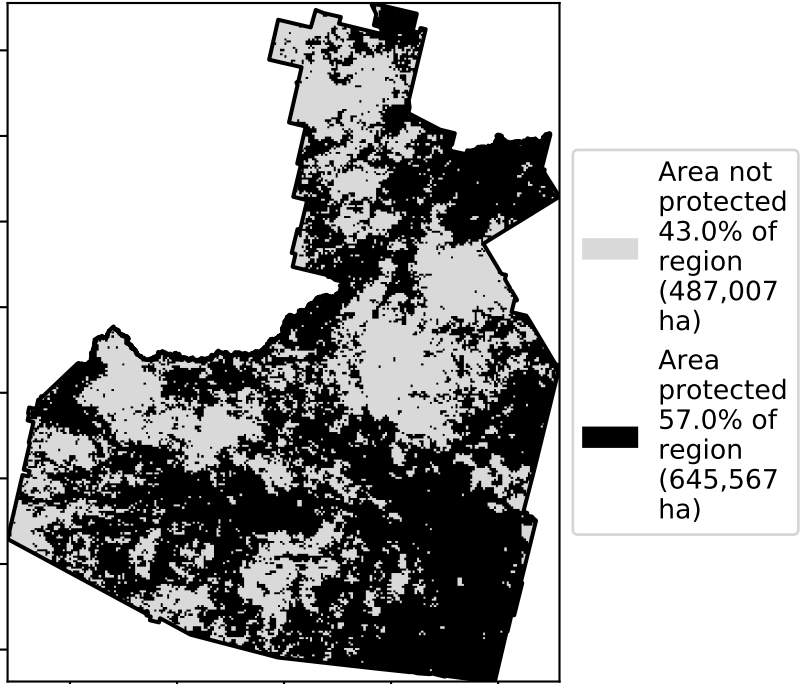 Area not
protected
43.0% of
region
(487,007
ha)
Area
protected
57.0% of
region
(645,567
ha)